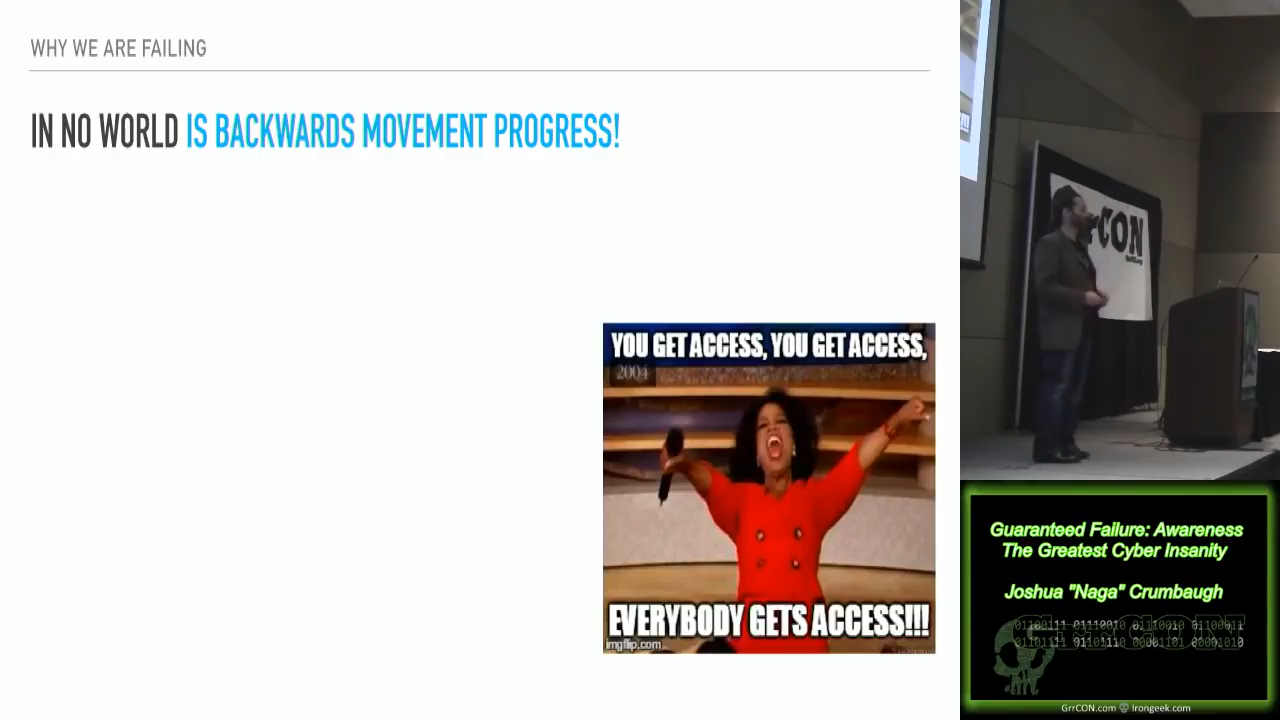 WHY WE ARE FAILING
IN NO WORLD IS BACKWARDS MOVEMENT PROGRESS!
YOU GET ACCESS, YOU GET ACCESS,
2004
EVERYBODY GETS ACCESS!!!
imgflip.com
CON
Guaranteed Failure: Awareness
The Greatest Cyber Insanity
Joshua "Naga" Crumbaugh
GrrCON
GrrCON.com Irongeek.com